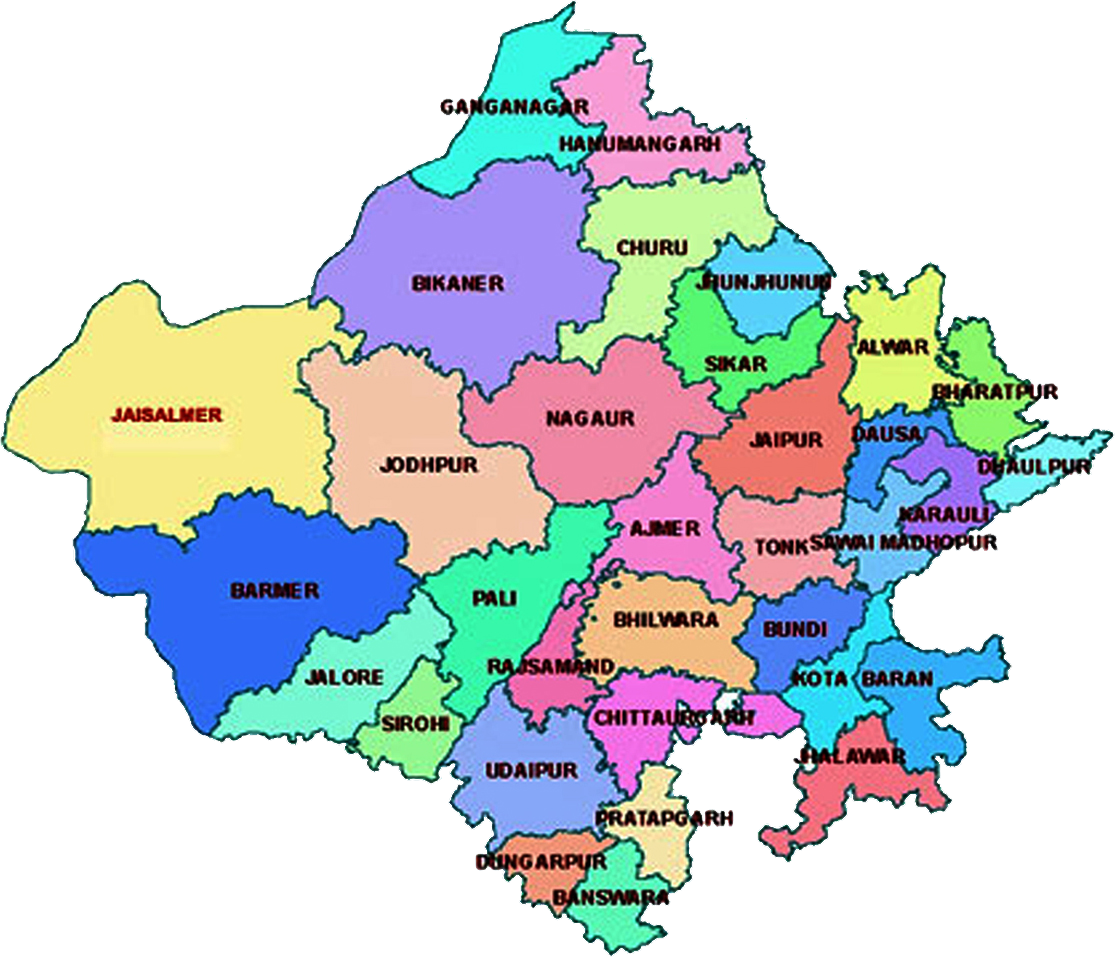 GANGANAGAR
HANUMANGARH
CHURU
BIKANER
JHUNJHUNUN
ALWAR
SIKAR
BHARATPUR
JAISALMER
NAGAUR
JAIPUR
DAUSA
JODHPUR
DHAULPUR
KARAULI
AJMER
TONK
SAWAI MADHOPUR
BARMER
PALI
BHILWARA
BUNDI
RAJSAMAND
JALORE
KOTA
BARAN
SIROHI
CHITTAURGARH
JHALAWAR
UDAIPUR
PRATAPGARH
DUNGARPUR
BANSWARA